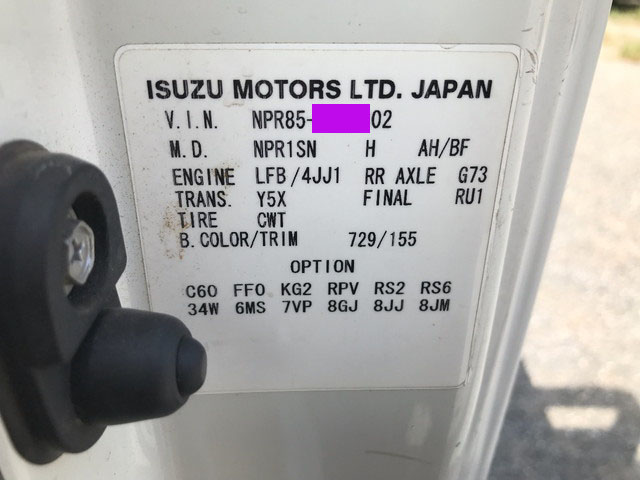 ISUZU MOTORS LTD. JAPAN
V.I.N. NPR85- 02
M.D. NPR1SN H AH/BF
ENGINE LFB/4JJ1 RR AXLE G73
TRANS. Y5X FINAL RU1
TIRE CWT
B.COLOR/TRIM 729/155
OPTION
C60 FF0 KG2 RPV RS2 RS6
34W 6MS 7VP 8GJ 8JJ 8JM